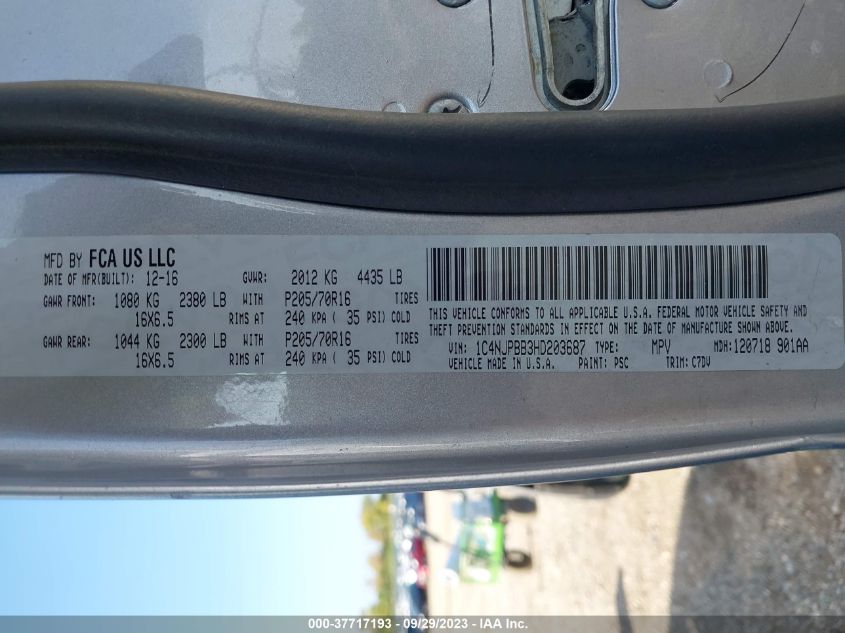 MFD BY FCA US LLC
DATE OF MFR(BUILT): 12-16 GVWR: 2012 KG 4435 LB
GAWR FRONT: 1080 KG 2380 LB WITH P205/70R16 TIRES
16X6.5 RIMS AT 240 KPA ( 35 PSI) COLD
GAWR REAR: 1044 KG 2300 LB WITH P205/70R16 TIRES
16X6.5 RIMS AT 240 KPA ( 35 PSI) COLD
THIS VEHICLE CONFORMS TO ALL APPLICABLE U.S.A. FEDERAL MOTOR VEHICLE SAFETY AND
THEFT PREVENTION STANDARDS IN EFFECT ON THE DATE OF MANUFACTURE SHOWN ABOVE.
VIN: 1C4NJPBB3HD203687 TYPE: MPV MDH: 120718 901AA
VEHICLE MADE IN U.S.A. PAINT: PSC TRIM: C7DV
000-37717193 - 09/29/2023 - IAA Inc.